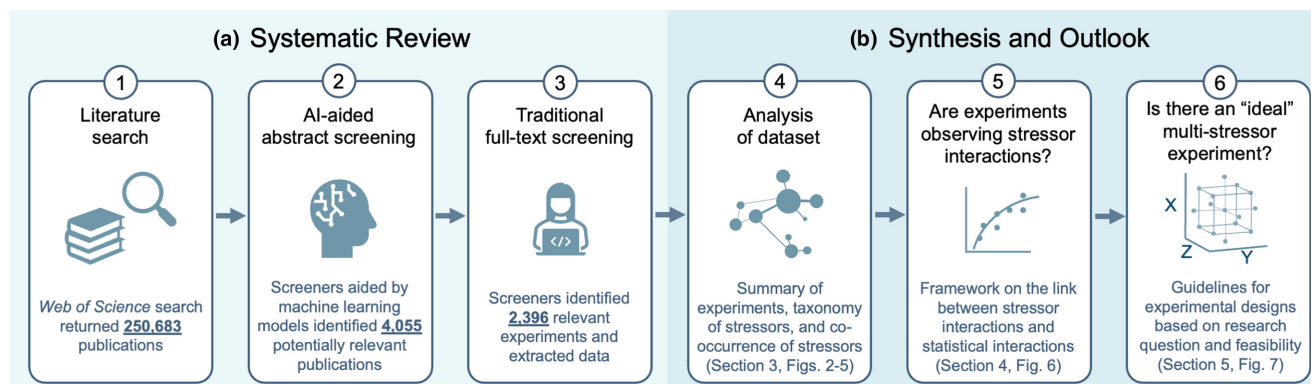 (a) Systematic Review
(b) Synthesis and Outlook
1
Literature
search
Web of Science search
returned 250,683
publications
2
AI-aided
abstract screening
Screeners aided by
machine learning
models identified 4,055
potentially relevant
publications
3
Traditional
full-text screening
</>
Screeners identified
2,396 relevant
experiments and
extracted data
4
Analysis
of dataset
Summary of
experiments, taxonomy
of stressors, and co-
occurrence of stressors
(Section 3, Figs. 2-5)
5
Are experiments
observing stressor
interactions?
Framework on the link
between stressor
interactions and
statistical interactions
(Section 4, Fig. 6)
6
Is there an “ideal”
multi-stressor
experiment?
X
Z
Y
Guidelines for
experimental designs
based on research
question and feasibility
(Section 5, Fig. 7)